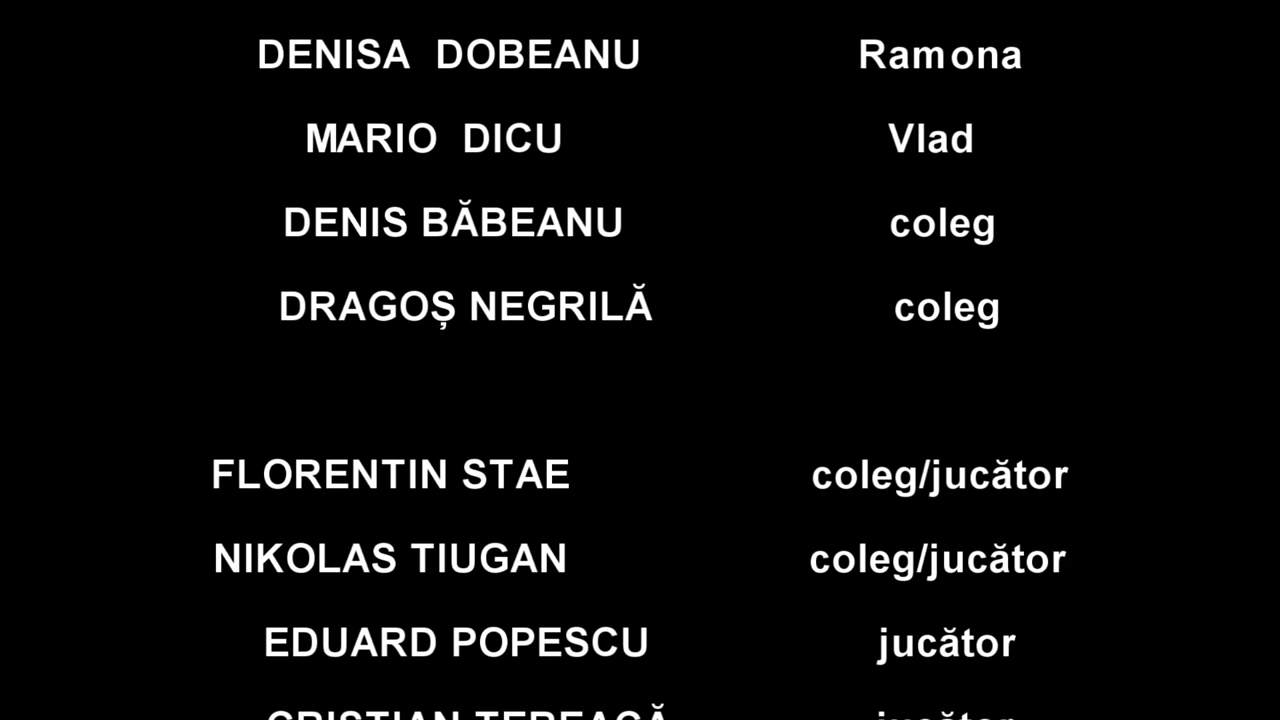 DENISA DOBEANU Ramona
MARIO DICU Vlad
DENIS BĂBEANU coleg
DRAGOȘ NEGRILĂ coleg
FLORENTIN STAE coleg/jucător
NIKOLAS TIUGAN coleg/jucător
EDUARD POPESCU jucător
CRISTIAN jucător